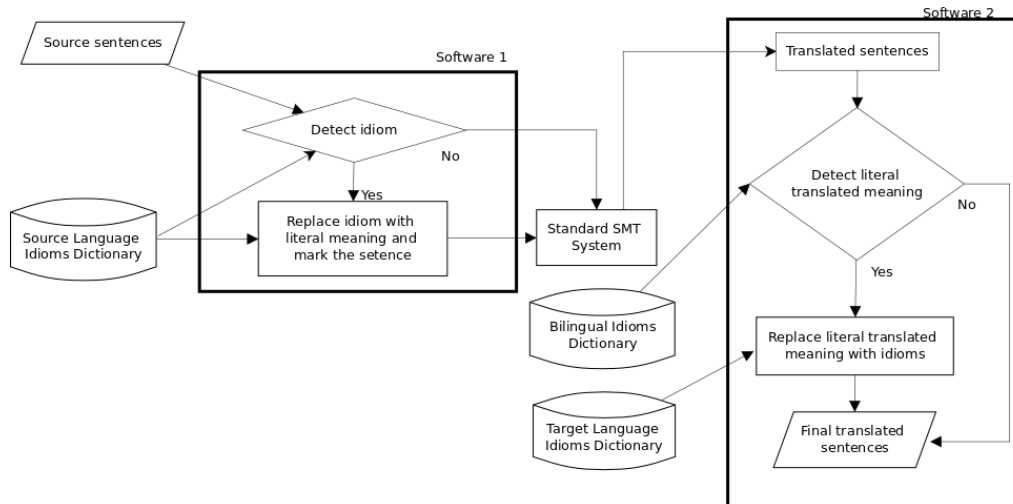 Software 2
Source sentences
Software 1
Translated sentences
Detect idiom
No
Yes
Detect literal
translated meaning
No
Source Language
Idioms Dictionary
Replace idiom with
literal meaning and
mark the setence
Standard SMT
System
Yes
Bilingual Idioms
Dictionary
Replace literal translated
meaning with idioms
Target Language
Idioms Dictionary
Final translated
sentences